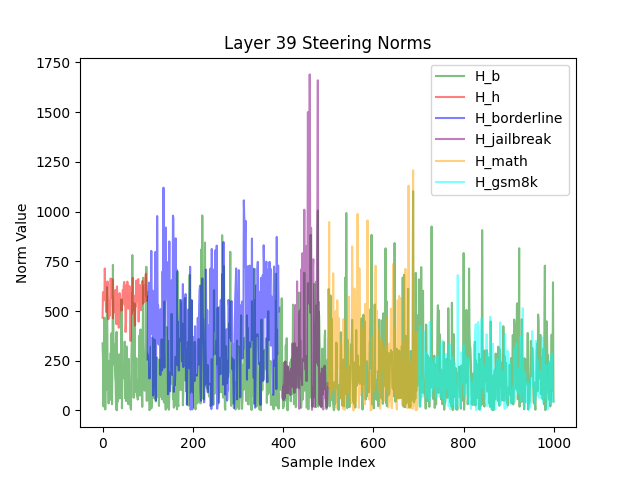 Layer 39 Steering Norms
Norm Value
1750
1500
1250
1000
750
500
250
0
0 200 400 600 800 1000
Sample Index
H_b
H_h
H_borderline
H_jailbreak
H_math
H_gsm8k